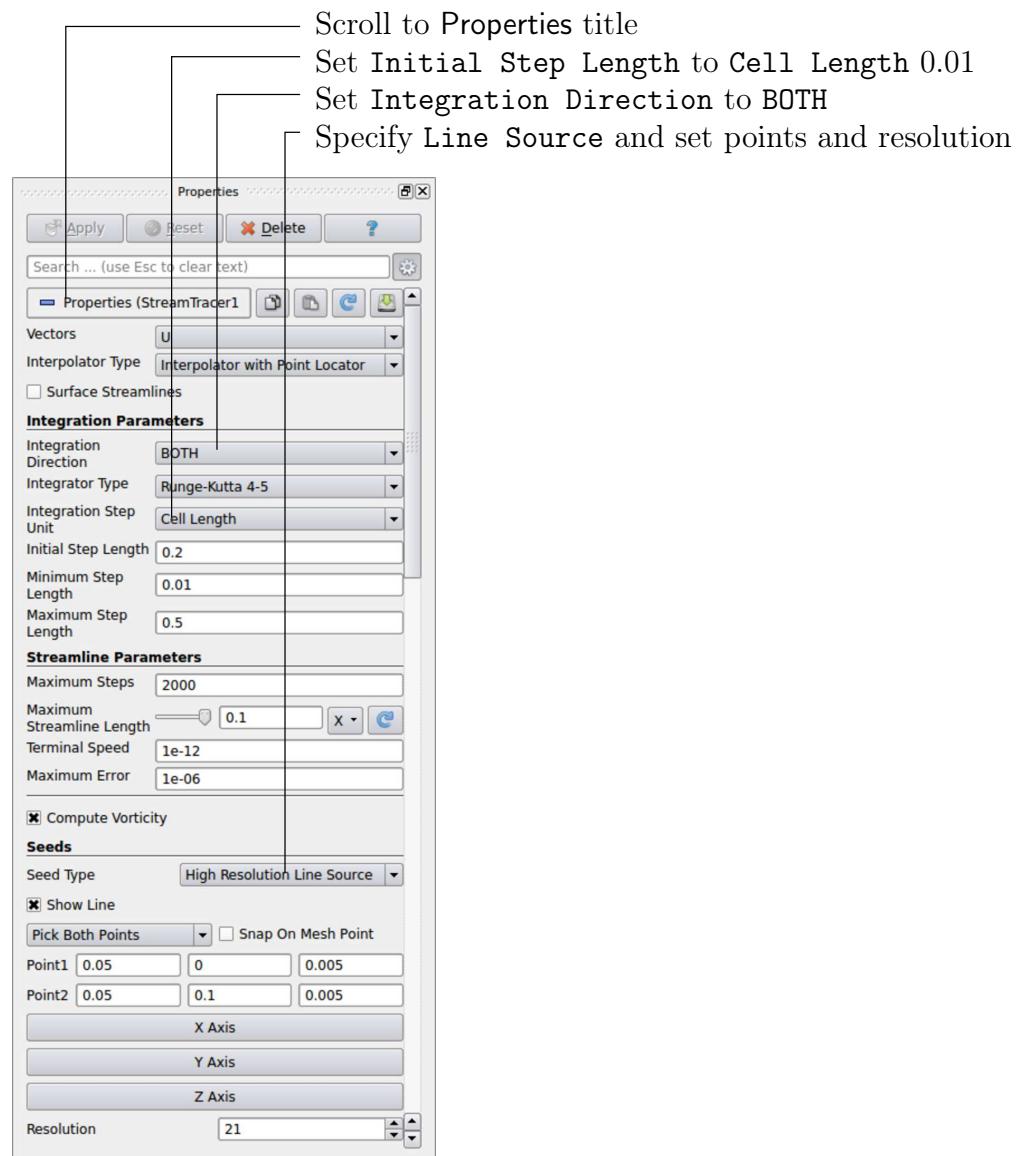 Scroll to Properties title
Set Initial Step Length to Cell Length 0.01
Set Integration Direction to BOTH
Specify Line Source and set points and resolution
Properties
Apply Reset Delete ?
Search ... (use Esc to clear text)
Properties (StreamTracer1
Vectors U
Interpolator Type Interpolator with Point Locator
Surface Streamlines
Integration Parameters
Integration
Direction BOTH
Integrator Type Runge-Kutta 4-5
Integration Step
Unit Cell Length
Initial Step Length 0.2
Minimum Step
Length 0.01
Maximum Step
Length 0.5
Streamline Parameters
Maximum Steps 2000
Maximum
Streamline Length 0.1 X
Terminal Speed 1e-12
Maximum Error 1e-06
Compute Vorticity
Seeds
Seed Type High Resolution Line Source
Show Line
Pick Both Points Snap On Mesh Point
Point1 0.05 0 0.005
Point2 0.05 0.1 0.005
X Axis
Y Axis
Z Axis
Resolution 21